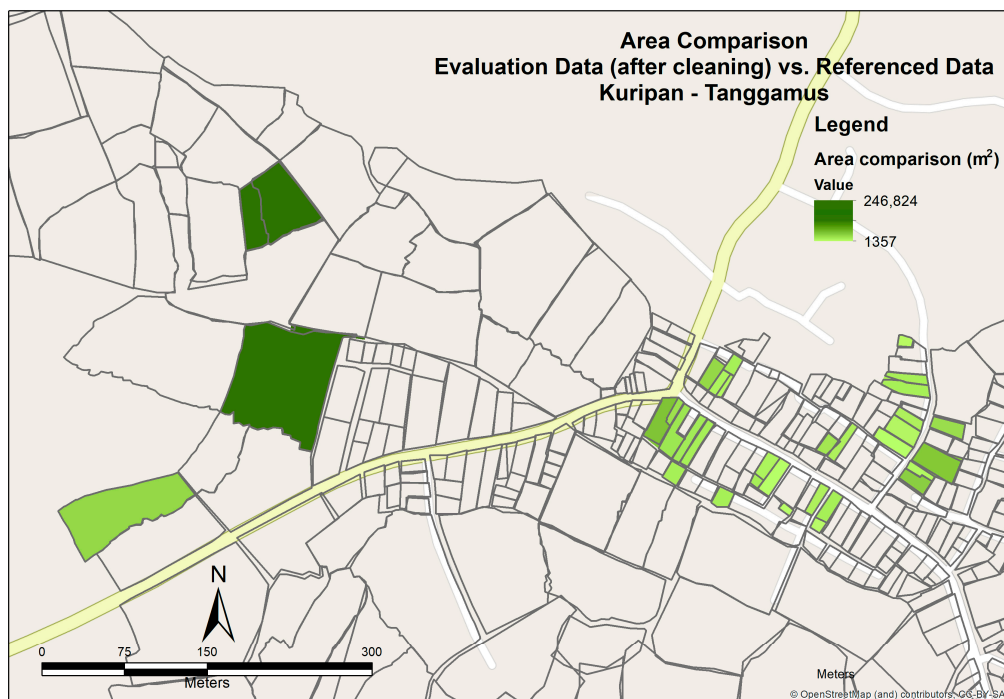 Area Comparison
Evaluation Data (after cleaning) vs. Referenced Data
Kuripan - Tanggamus
Legend
Area comparison (m²)
Value
246,824
1357
N
0 75 150 300
Meters
Meters
© OpenStreetMap (and) contributors, CC-BY-SA